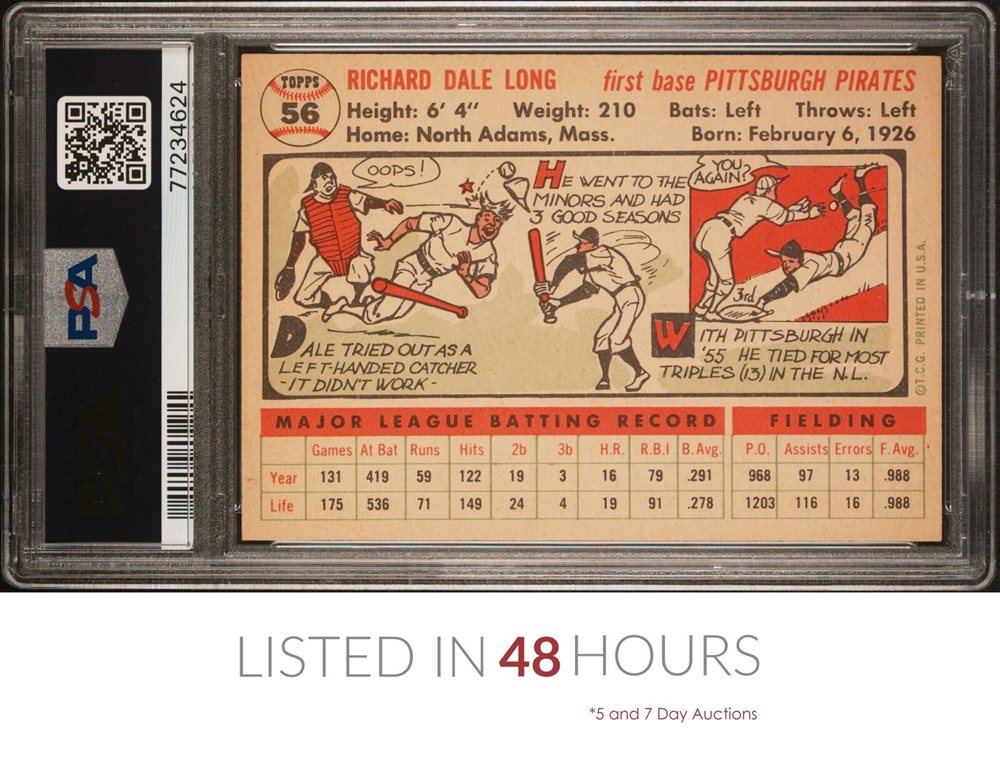 PSA
77234624
TOPPS
56
RICHARD DALE LONG first base PITTSBURGH PIRATES
Height: 6' 4" Weight: 210 Bats: Left Throws: Left
Home: North Adams, Mass. Born: February 6, 1926
OOPS!
HE WENT TO THE
MINORS AND HAD
3 GOOD SEASONS
YOU
AGAIN?
3rd
DALE TRIED OUT AS A
LEFT-HANDED CATCHER
-IT DIDN'T WORK-
WITH PITTSBURGH IN
'55 HE TIED FOR MOST
TRIPLES (13) IN THE N.L.
©T.C.G. PRINTED IN U.S.A.
MAJOR LEAGUE BATTING RECORD FIELDING
Games At Bat Runs Hits 2b 3b H.R. R.B.I B. Avg. P.O. Assists Errors F. Avg.
Year 131 419 59 122 19 3 16 79 .291 968 97 13 .988
Life 175 536 71 149 24 4 19 91 .278 1203 116 16 .988
LISTED IN 48 HOURS
*5 and 7 Day Auctions